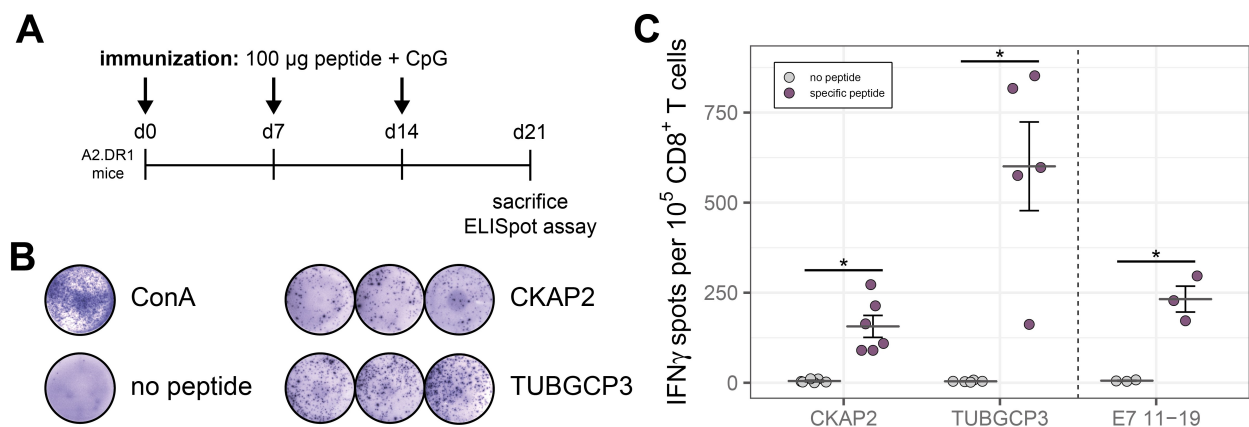 A
immunization: 100 µg peptide + CpG
d0 d7 d14 d21
A2.DR1
mice
sacrifice
ELISpot assay
B
ConA
CKAP2
no peptide
TUBGCP3
C
IFNγ spots per 10⁵ CD8⁺ T cells
no peptide
specific peptide
*
*
*
750
500
250
0
CKAP2 TUBGCP3 E7 11−19